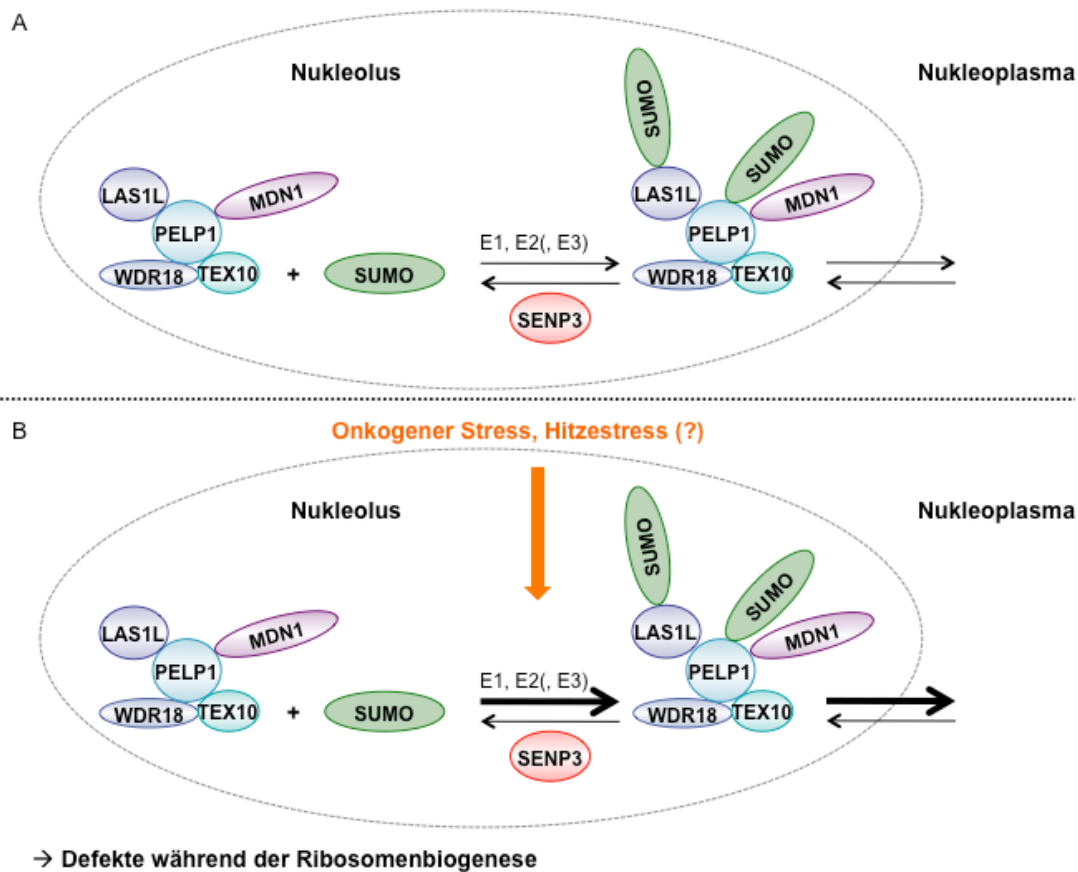 A
Nukleolus
Nukleoplasma
SUMO
SUMO
LAS1L
MDN1
PELP1
WDR18
TEX10
+
SUMO
E1, E2(, E3)
SENP3
LAS1L
MDN1
PELP1
WDR18
TEX10
B
Onkogener Stress, Hitzestress (?)
Nukleolus
Nukleoplasma
SUMO
SUMO
LAS1L
MDN1
PELP1
WDR18
TEX10
+
SUMO
E1, E2(, E3)
SENP3
LAS1L
MDN1
PELP1
WDR18
TEX10
→ Defekte während der Ribosomenbiogenese